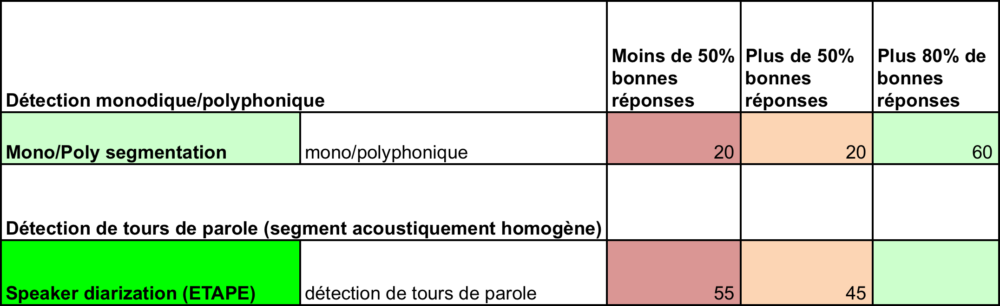 Moins de 50% Plus de 50% Plus 80% de
bonnes bonnes bonnes
Détection monodique/polyphonique réponses réponses réponses
Mono/Poly segmentation mono/polyphonique 20 20 60
Détection de tours de parole (segment acoustiquement homogène)
Speaker diarization (ETAPE) détection de tours de parole 55 45